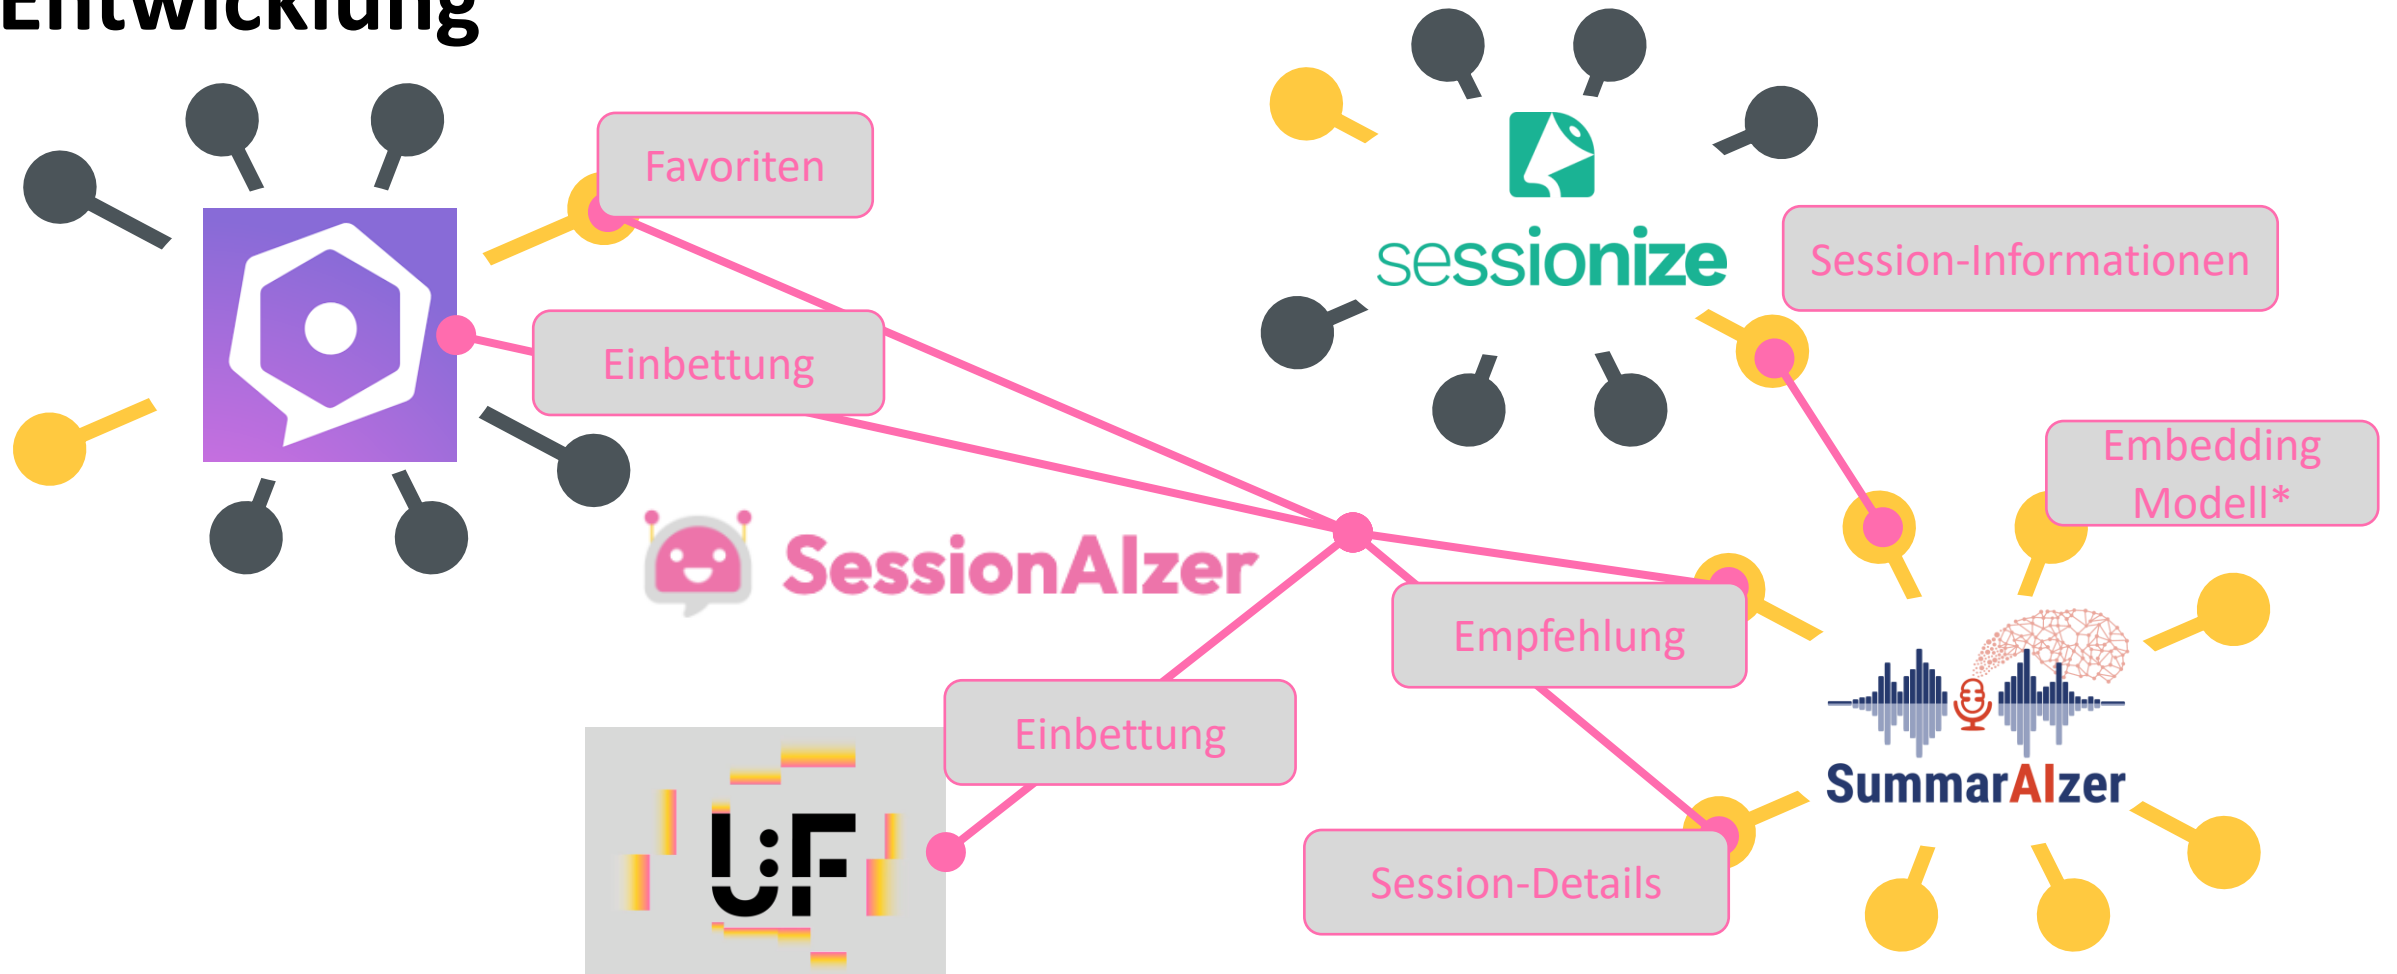 Entwicklung
Favoriten
Einbettung
sessionize
Session-Informationen
Embedding
Modell*
SessionAIzer
Empfehlung
Einbettung
U:F
SummarAIzer
Session-Details